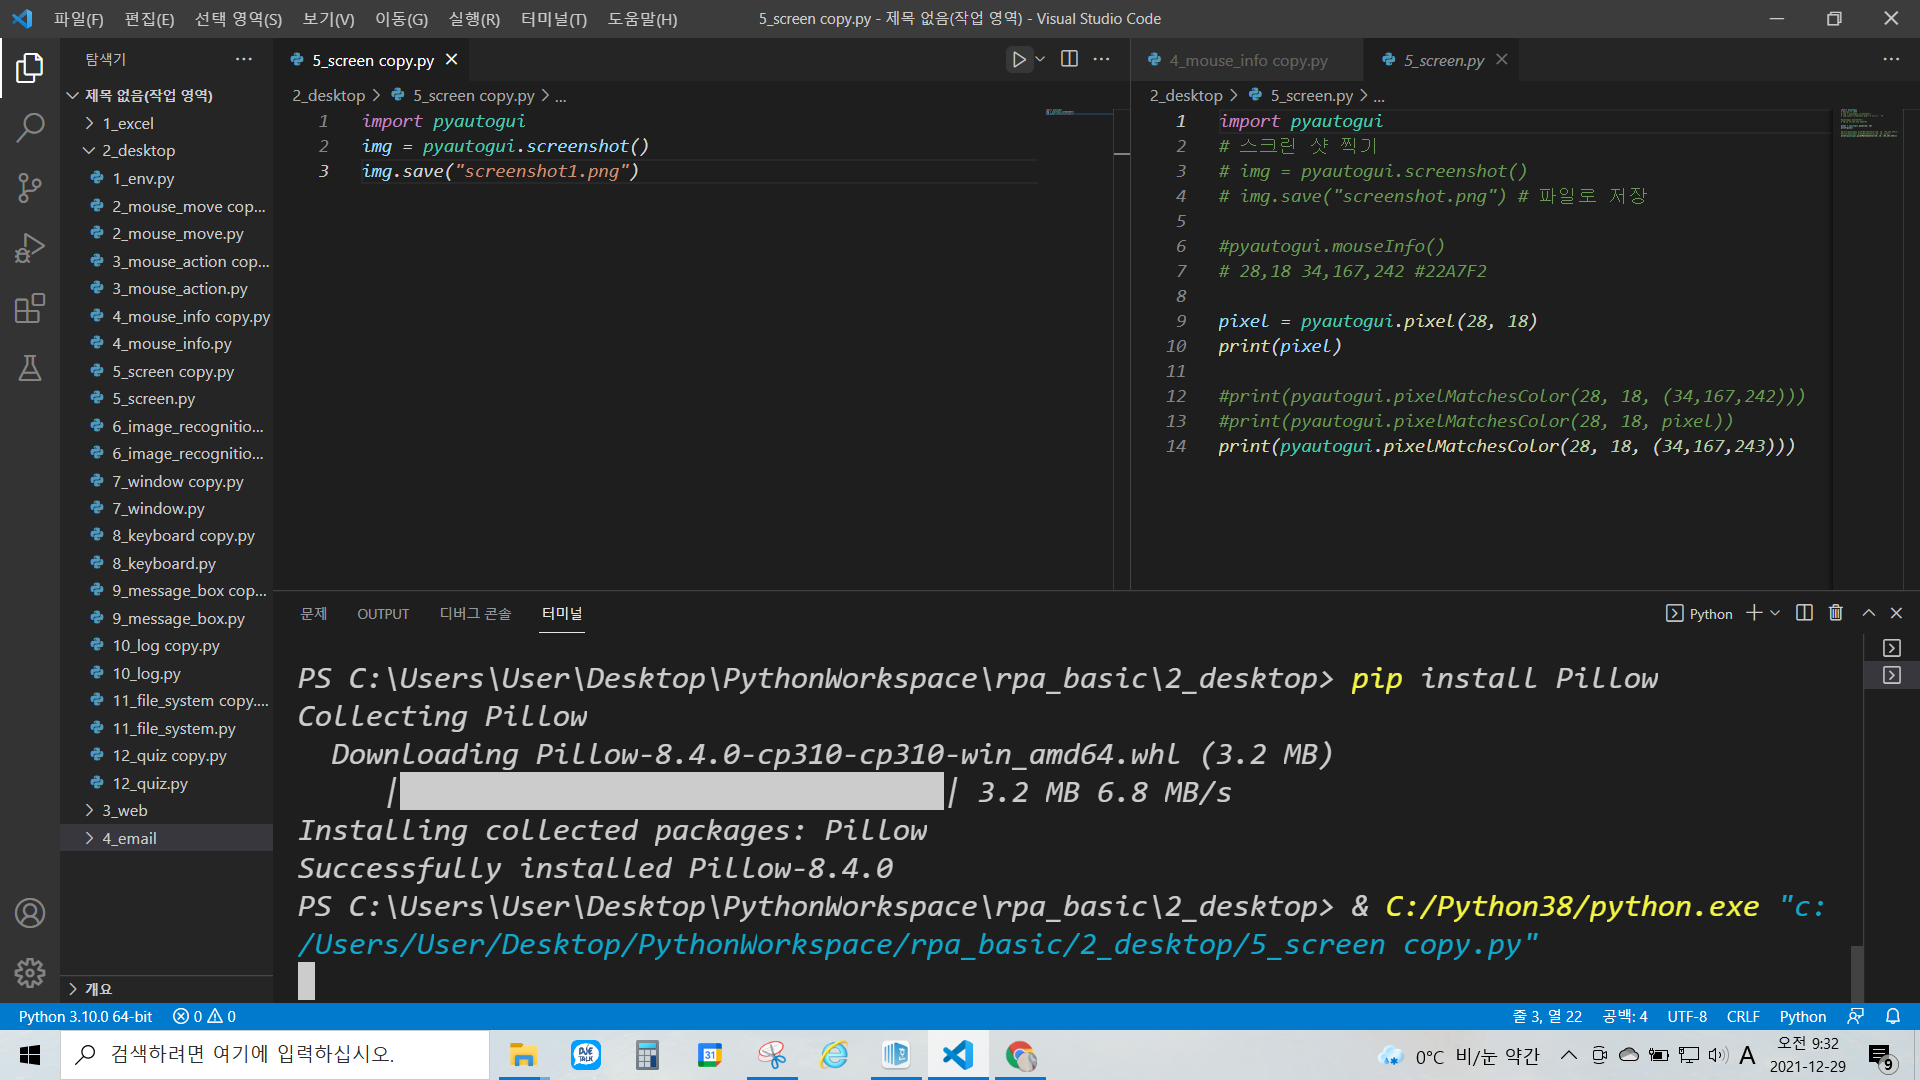 파일(F) 편집(E) 선택 영역(S) 보기(V) 이동(G) 실행(R) 터미널(T) 도움말(H)
5_screen copy.py - 제목 없음(작업 영역) - Visual Studio Code
탐색기
제목 없음(작업 영역)
1_excel
2_desktop
1_env.py
2_mouse_move cop...
2_mouse_move.py
3_mouse_action cop...
3_mouse_action.py
4_mouse_info copy.py
4_mouse_info.py
5_screen copy.py
5_screen.py
6_image_recognitio...
6_image_recognitio...
7_window copy.py
7_window.py
8_keyboard copy.py
8_keyboard.py
9_message_box cop...
9_message_box.py
10_log copy.py
10_log.py
11_file_system copy....
11_file_system.py
12_quiz copy.py
12_quiz.py
3_web
4_email
개요
5_screen copy.py
2_desktop > 5_screen copy.py > ...
1 import pyautogui
2 img = pyautogui.screenshot()
3 img.save("screenshot1.png")
4_mouse_info copy.py 5_screen.py
2_desktop > 5_screen.py > ...
1 import pyautogui
2 # 스크린 샷 찍기
3 # img = pyautogui.screenshot()
4 # img.save("screenshot.png") # 파일로 저장
5
6 #pyautogui.mouseInfo()
7 # 28,18 34,167,242 #22A7F2
8
9 pixel = pyautogui.pixel(28, 18)
10 print(pixel)
11
12 #print(pyautogui.pixelMatchesColor(28, 18, (34,167,242)))
13 #print(pyautogui.pixelMatchesColor(28, 18, pixel))
14 print(pyautogui.pixelMatchesColor(28, 18, (34,167,243)))
문제 OUTPUT 디버그 콘솔 터미널
Python
PS C:\Users\User\Desktop\PythonWorkspace\rpa_basic\2_desktop> pip install Pillow
Collecting Pillow
Downloading Pillow-8.4.0-cp310-cp310-win_amd64.whl (3.2 MB)
| | 3.2 MB 6.8 MB/s
Installing collected packages: Pillow
Successfully installed Pillow-8.4.0
PS C:\Users\User\Desktop\PythonWorkspace\rpa_basic\2_desktop> & C:/Python38/python.exe "c:
/Users/User/Desktop/PythonWorkspace/rpa_basic/2_desktop/5_screen copy.py"
Python 3.10.0 64-bit 0 0
줄 3, 열 22 공백: 4 UTF-8 CRLF Python
검색하려면 여기에 입력하십시오.
31
0°C 비/눈 약간
A
오전 9:32
2021-12-29
9